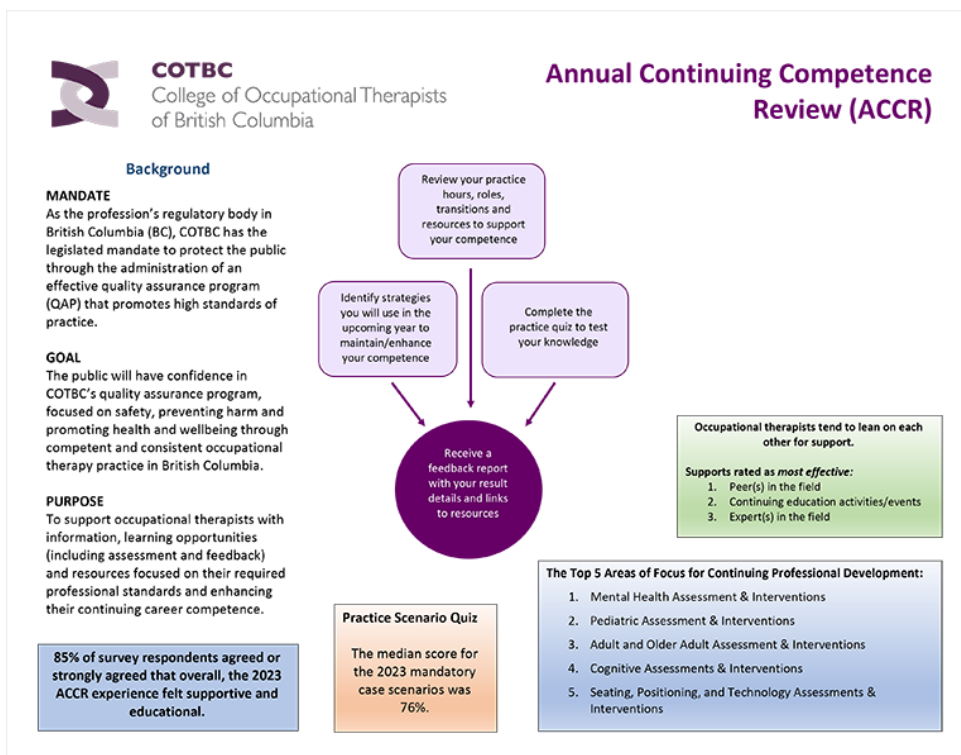 COTBC
College of Occupational Therapists
of British Columbia
Annual Continuing Competence
Review (ACCR)
Background
MANDATE
As the profession's regulatory body in
British Columbia (BC), COTBC has the
legislated mandate to protect the public
through the administration of an
effective quality assurance program
(QAP) that promotes high standards of
practice.
GOAL
The public will have confidence in
COTBC's quality assurance program,
focused on safety, preventing harm and
promoting health and wellbeing through
competent and consistent occupational
therapy practice in British Columbia.
PURPOSE
To support occupational therapists with
information, learning opportunities
(including assessment and feedback)
and resources focused on their required
professional standards and enhancing
their continuing career competence.
85% of survey respondents agreed or
strongly agreed that overall, the 2023
ACCR experience felt supportive and
educational.
Review your practice
hours, roles,
transitions and
resources to support
your competence
Identify strategies
you will use in the
upcoming year to
maintain/enhance
your competence
Complete the
practice quiz to test
your knowledge
Receive a
feedback report
with your result
details and links
to resources
Practice Scenario Quiz
The median score for
the 2023 mandatory
case scenarios was
76%.
Occupational therapists tend to lean on each
other for support.
Supports rated as most effective:
1. Peer(s) in the field
2. Continuing education activities/events
3. Expert(s) in the field
The Top 5 Areas of Focus for Continuing Professional Development:
1. Mental Health Assessment & Interventions
2. Pediatric Assessment & Interventions
3. Adult and Older Adult Assessment & Interventions
4. Cognitive Assessments & Interventions
5. Seating, Positioning, and Technology Assessments &
Interventions